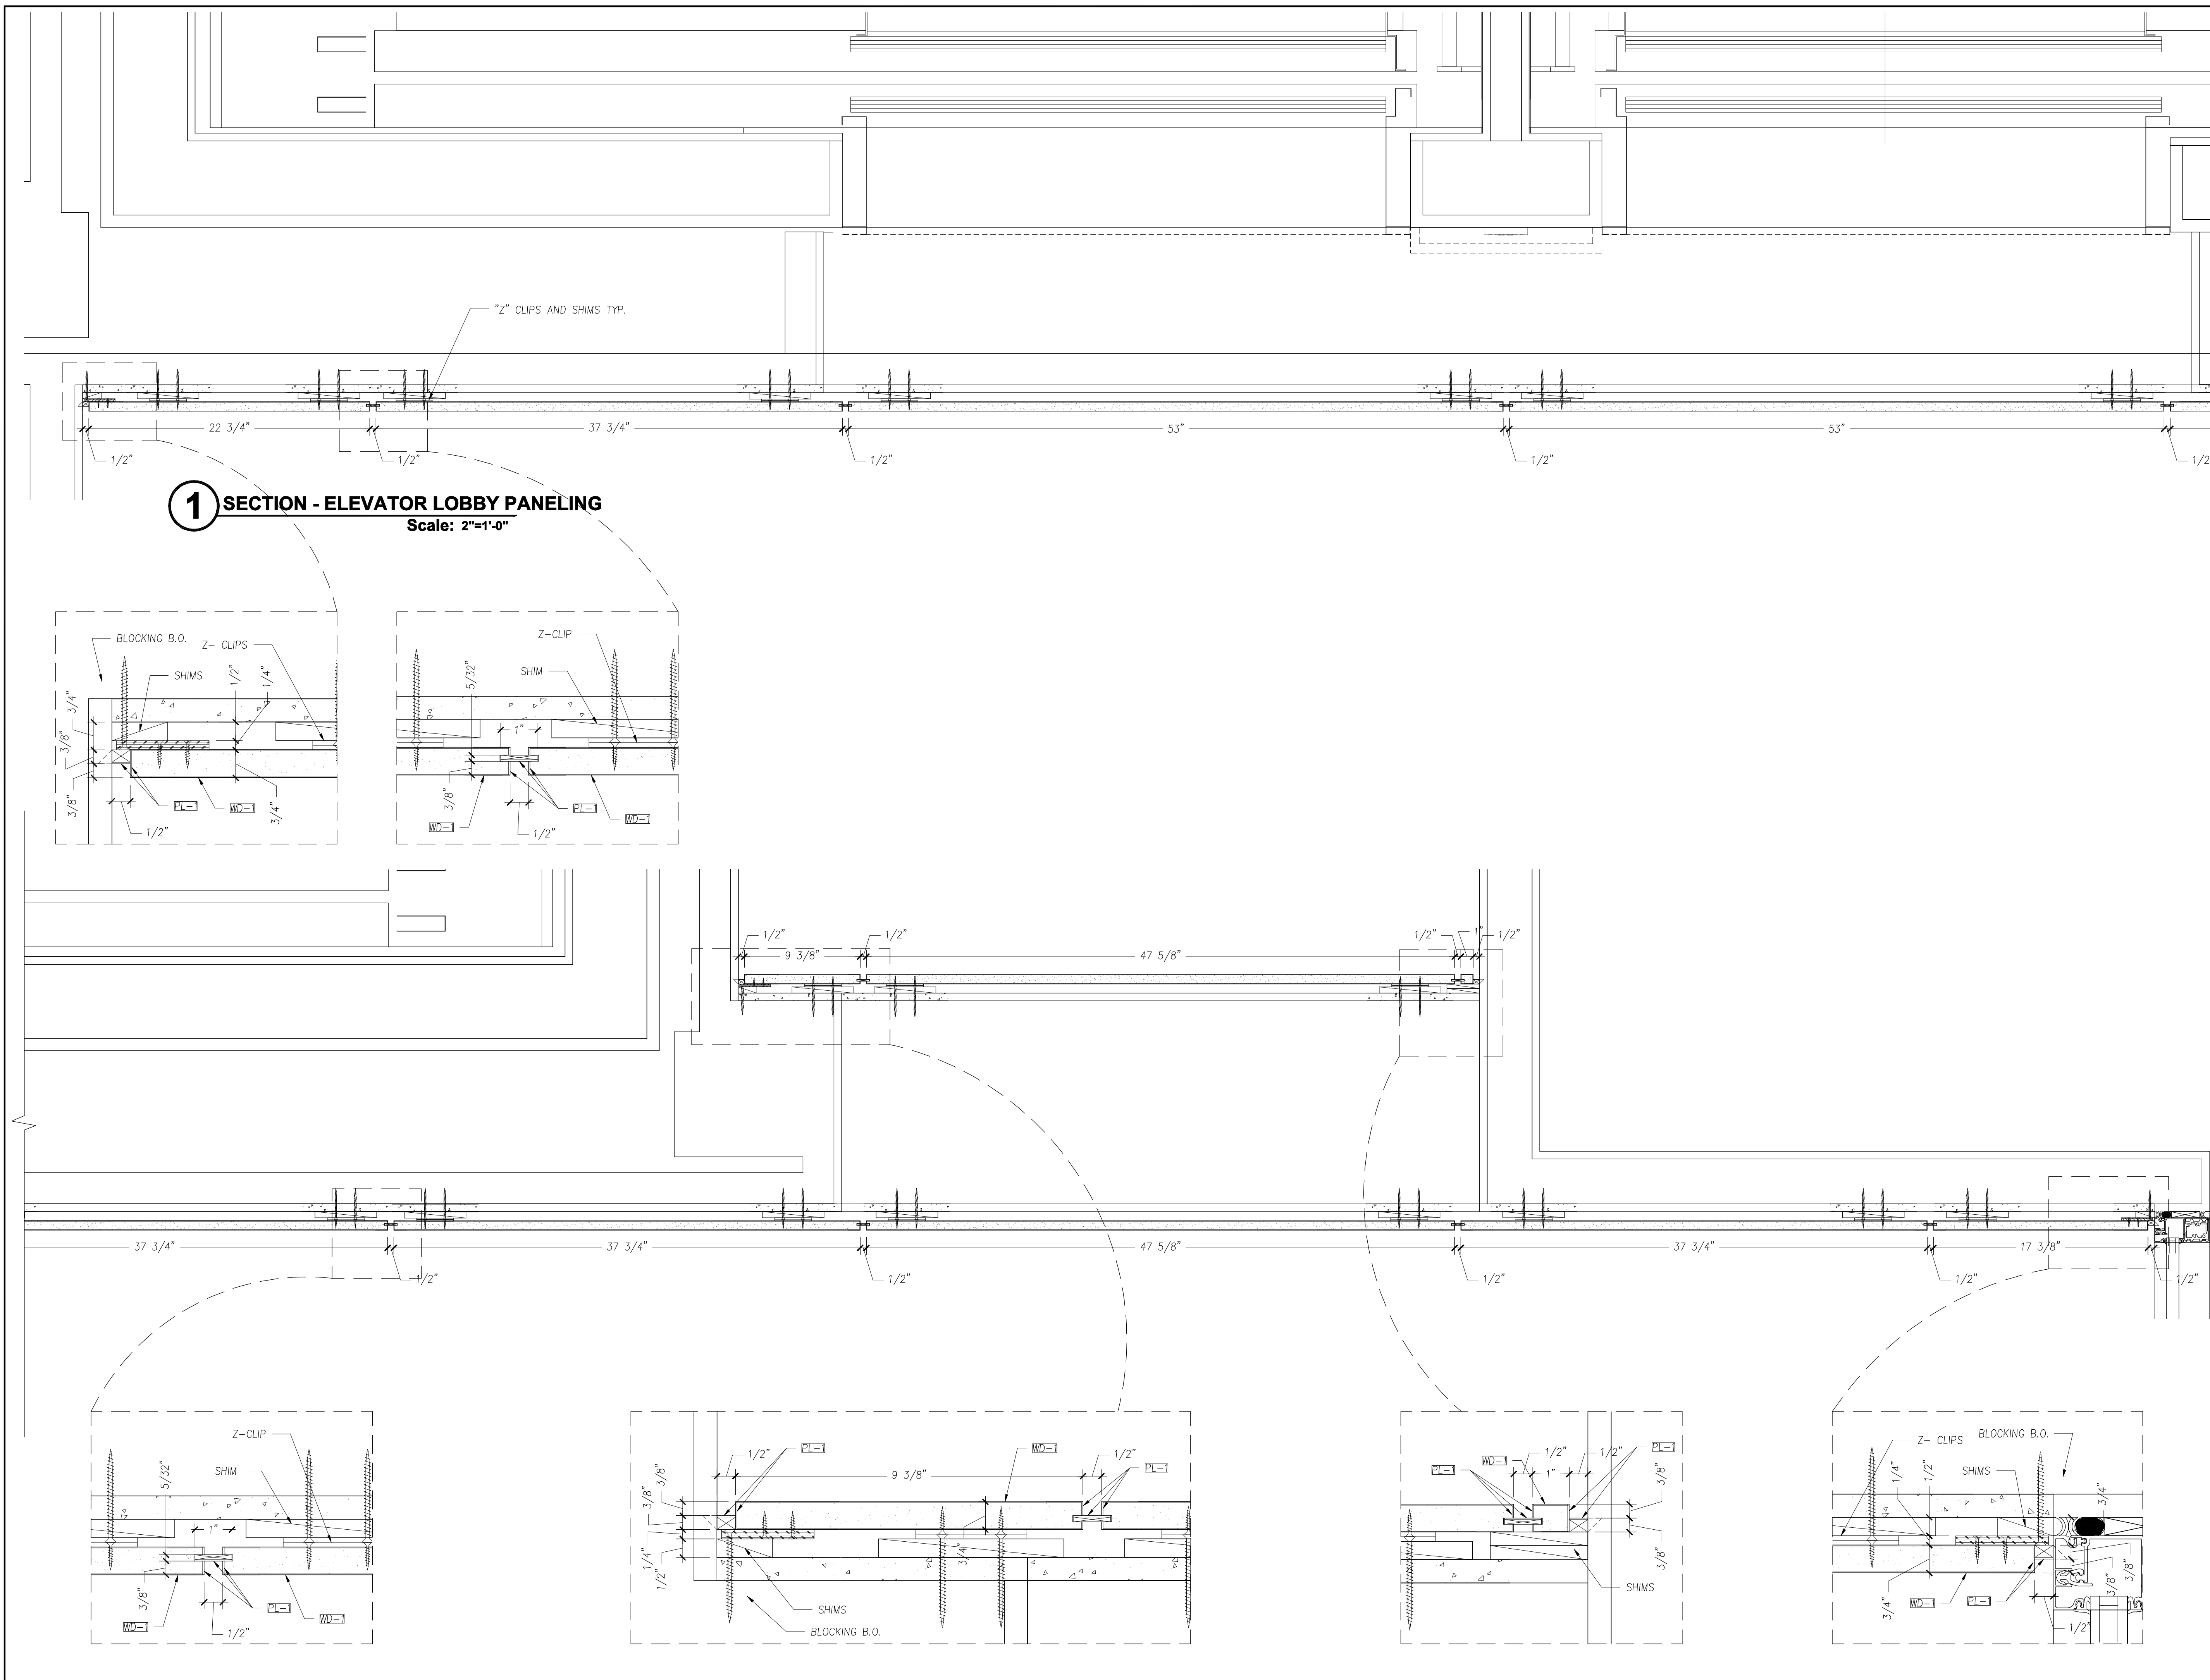 "Z" CLIPS AND SHIMS TYP.
22 3/4"
37 3/4"
53"
53"
1/2"
1/2"
1/2"
1/2"
1/2
1 SECTION - ELEVATOR LOBBY PANELING
Scale: 2"=1'-0"
BLOCKING B.O.
Z- CLIPS
SHIMS
1/2"
1/4"
3/4"
3/8"
3/8"
PL-1
WD-1
3/4"
1/2"
Z-CLIP
SHIM
5/32"
1"
3/8"
WD-1
PL-1
WD-1
1/2"
1/2"
1/2"
1/2"
1"
1/2"
9 3/8"
47 5/8"
37 3/4"
37 3/4"
47 5/8"
37 3/4"
17 3/8"
1/2"
1/2"
1/2"
1/2"
1/2"
Z-CLIP
SHIM
5/32"
1"
3/8"
WD-1
PL-1
WD-1
1/2"
1/2"
PL-1
WD-1
1/2"
PL-1
9 3/8"
3/8"
3/8"
1/4"
1/2"
3/4"
SHIMS
BLOCKING B.O.
PL-1
WD-1
1/2"
1"
1/2"
PL-1
3/8"
3/8"
SHIMS
Z- CLIPS
BLOCKING B.O.
SHIMS
1/4"
1/2"
3/4"
3/4"
WD-1
PL-1
3/8"
3/8"
1/2"